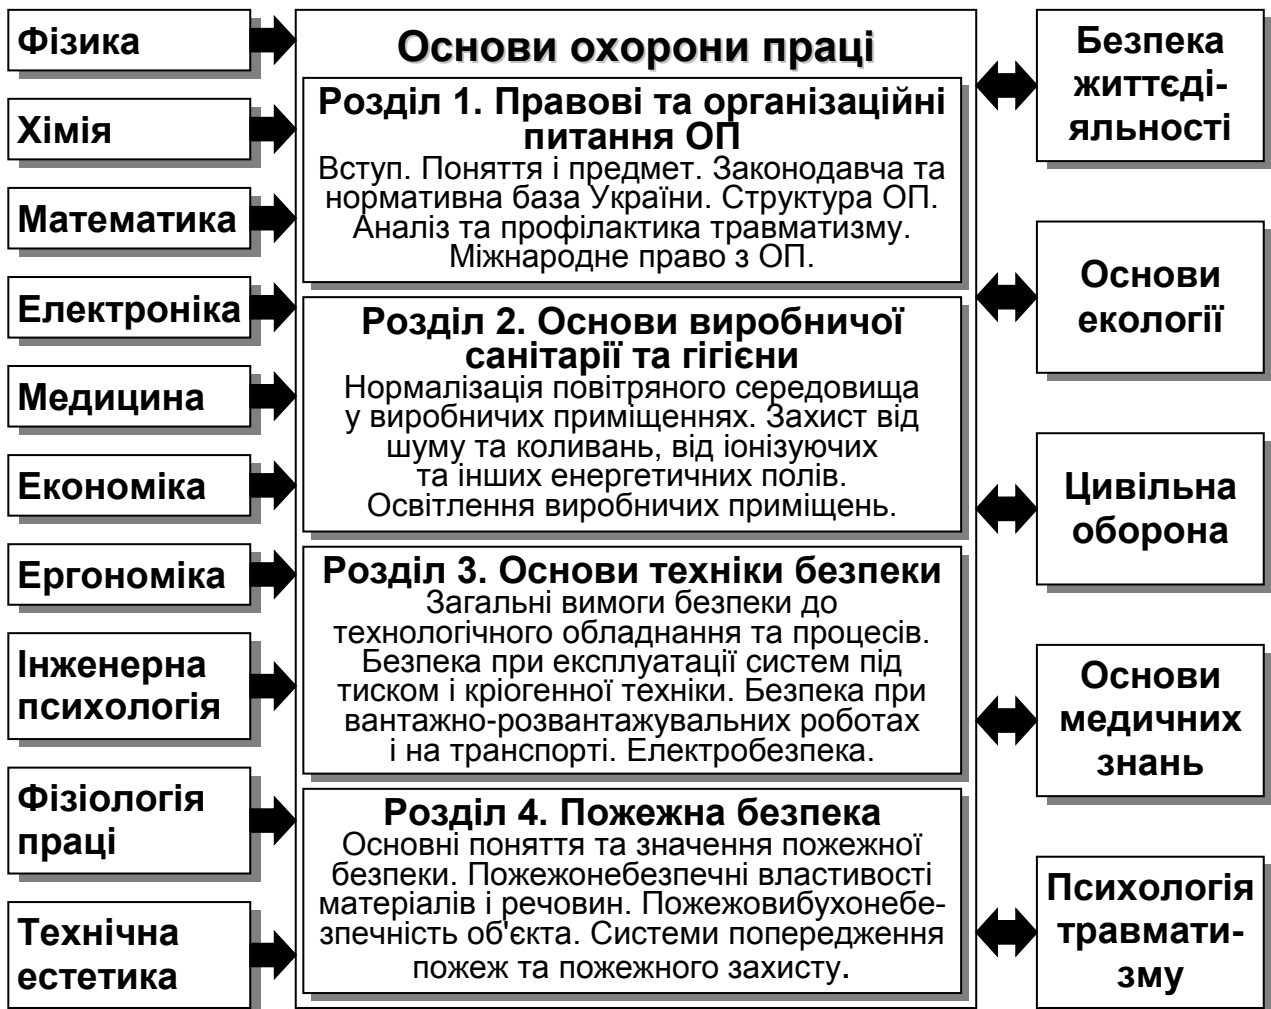 Фізика
Хімія
Математика
Електроніка
Медицина
Економіка
Ергономіка
Інженерна
психологія
Фізіологія
праці
Технічна
естетика
Основи охорони праці
Розділ 1. Правові та організаційні
питання ОП
Вступ. Поняття і предмет. Законодавча та
нормативна база України. Структура ОП.
Аналіз та профілактика травматизму.
Міжнародне право з ОП.
Розділ 2. Основи виробничої
санітарії та гігієни
Нормалізація повітряного середовища
у виробничих приміщеннях. Захист від
шуму та коливань, від іонізуючих
та інших енергетичних полів.
Освітлення виробничих приміщень.
Розділ 3. Основи техніки безпеки
Загальні вимоги безпеки до
технологічного обладнання та процесів.
Безпека при експлуатації систем під
тиском і кріогенної техніки. Безпека при
вантажно-розвантажувальних роботах
і на транспорті. Електробезпека.
Розділ 4. Пожежна безпека
Основні поняття та значення пожежної
безпеки. Пожежонебезпечні властивості
матеріалів і речовин. Пожежовибухонебе-
зпечність об'єкта. Системи попередження
пожеж та пожежного захисту.
Безпека
життєді-
яльності
Основи
екології
Цивільна
оборона
Основи
медичних
знань
Психологія
травмати-
зму